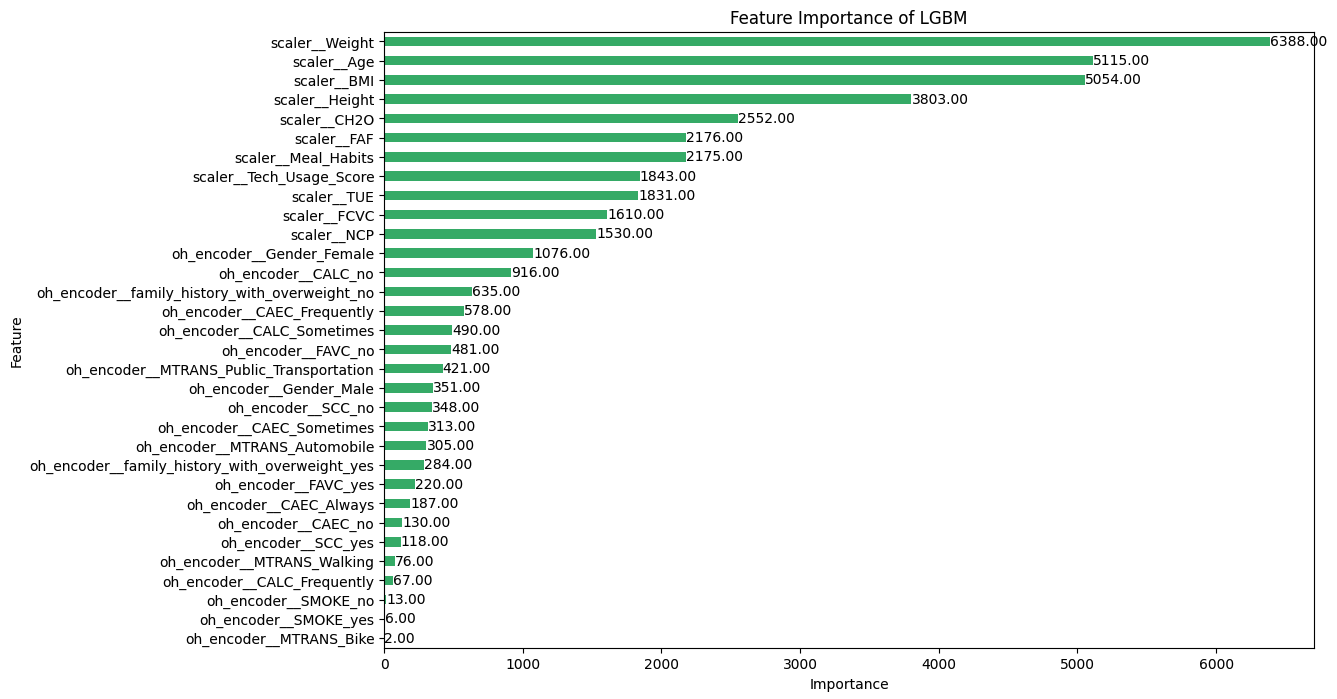 Feature Importance of LGBM
Feature
scaler__Weight 6388.00
scaler__Age 5115.00
scaler__BMI 5054.00
scaler__Height 3803.00
scaler__CH2O 2552.00
scaler__FAF 2176.00
scaler__Meal_Habits 2175.00
scaler__Tech_Usage_Score 1843.00
scaler__TUE 1831.00
scaler__FCVC 1610.00
scaler__NCP 1530.00
oh_encoder__Gender_Female 1076.00
oh_encoder__CALC_no 916.00
oh_encoder__family_history_with_overweight_no 635.00
oh_encoder__CAEC_Frequently 578.00
oh_encoder__CALC_Sometimes 490.00
oh_encoder__FAVC_no 481.00
oh_encoder__MTRANS_Public_Transportation 421.00
oh_encoder__Gender_Male 351.00
oh_encoder__SCC_no 348.00
oh_encoder__CAEC_Sometimes 313.00
oh_encoder__MTRANS_Automobile 305.00
oh_encoder__family_history_with_overweight_yes 284.00
oh_encoder__FAVC_yes 220.00
oh_encoder__CAEC_Always 187.00
oh_encoder__CAEC_no 130.00
oh_encoder__SCC_yes 118.00
oh_encoder__MTRANS_Walking 76.00
oh_encoder__CALC_Frequently 67.00
oh_encoder__SMOKE_no 13.00
oh_encoder__SMOKE_yes 6.00
oh_encoder__MTRANS_Bike 2.00
0 1000 2000 3000 4000 5000 6000
Importance